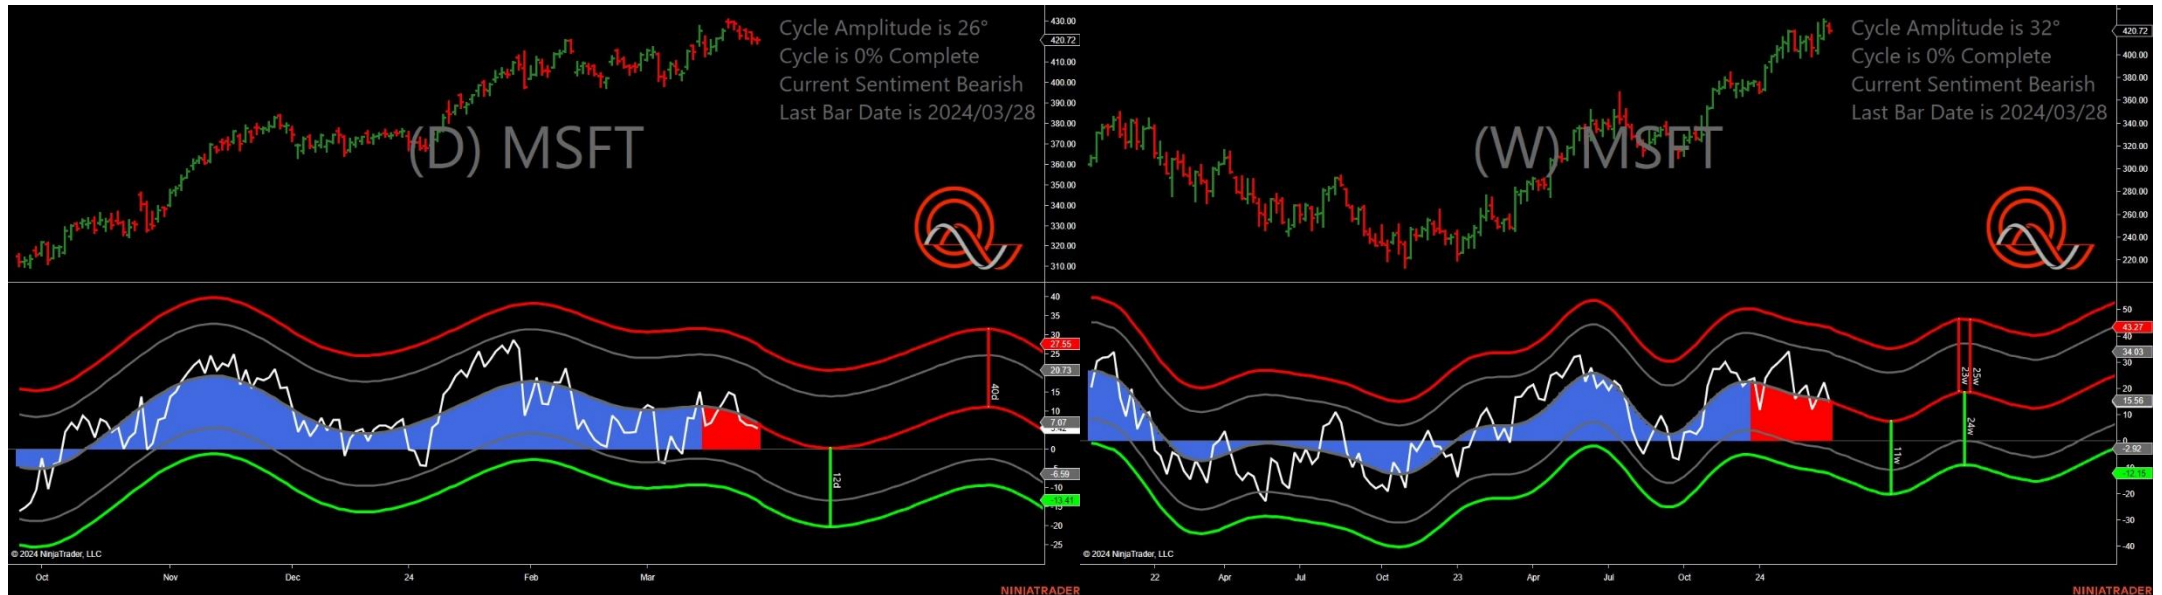 Cycle Amplitude is 26°
Cycle is 0% Complete
Current Sentiment Bearish
Last Bar Date is 2024/03/28
(D) MSFT
430.00
420.72
410.00
400.00
390.00
380.00
370.00
360.00
350.00
340.00
330.00
320.00
310.00
40
35
30
27.55
25
20.73
15
10
7.07
0
-6.59
-10
-13.41
-20
-25
40d
12d
© 2024 NinjaTrader, LLC
Oct Nov Dec 24 Feb Mar
NINJATRADER
Cycle Amplitude is 32°
Cycle is 0% Complete
Current Sentiment Bearish
Last Bar Date is 2024/03/28
(W) MSFT
420.72
400.00
380.00
360.00
340.00
320.00
300.00
280.00
260.00
240.00
220.00
50
43.27
34.03
30
20
15.56
10
0
-2.92
-12.15
-20
-30
-40
23w
25w
24w
11w
© 2024 NinjaTrader, LLC
22 Apr Jul Oct 23 Apr Jul Oct 24
NINJATRADER